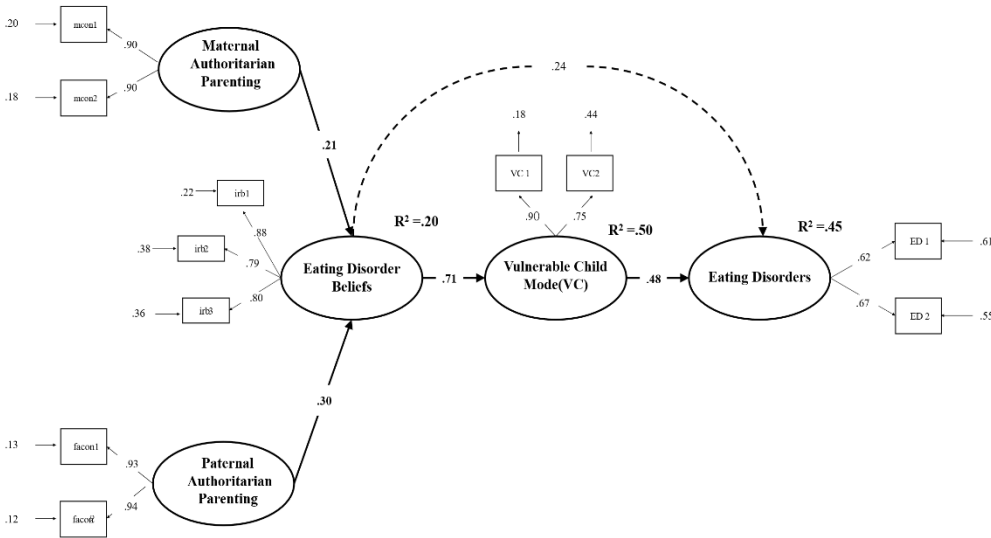 .20
mcon1
.90
.18
mcon2
.90
Maternal
Authoritarian
Parenting
.21
.24
.18
.44
VC 1
VC2
.90
.75
.22
irb1
.88
.38
irb2
.79
.36
irb3
.80
R² =.20
Eating Disorder
Beliefs
.71
R² =.50
Vulnerable Child
Mode(VC)
.48
R² =.45
Eating Disorders
.62
ED 1
.61
.67
ED 2
.55
.30
.13
facon1
.93
.12
.94
Paternal
Authoritarian
Parenting